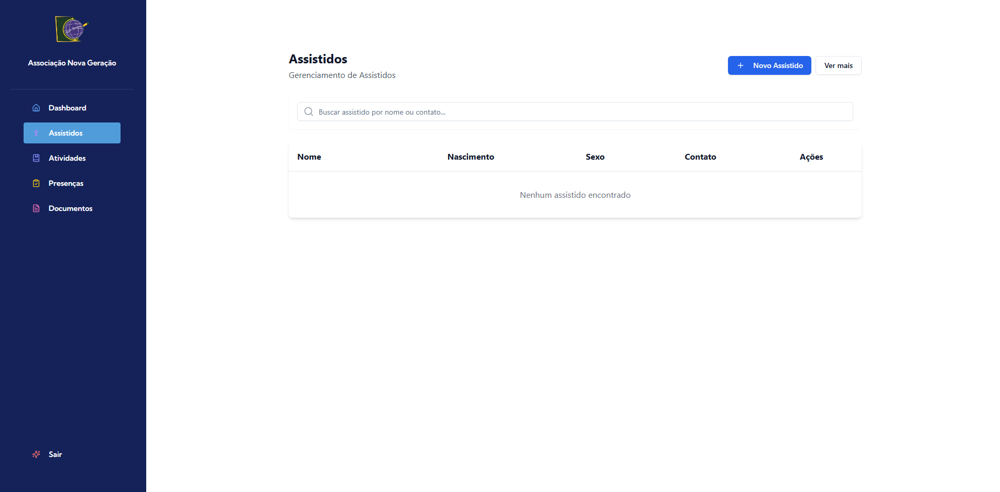 Associação Nova Geração
Dashboard
Assistidos
Atividades
Presenças
Documentos
Sair
Assistidos
Gerenciamento de Assistidos
Novo Assistido
Ver mais
Buscar assistido por nome ou contato...
Nome Nascimento Sexo Contato Ações
Nenhum assistido encontrado